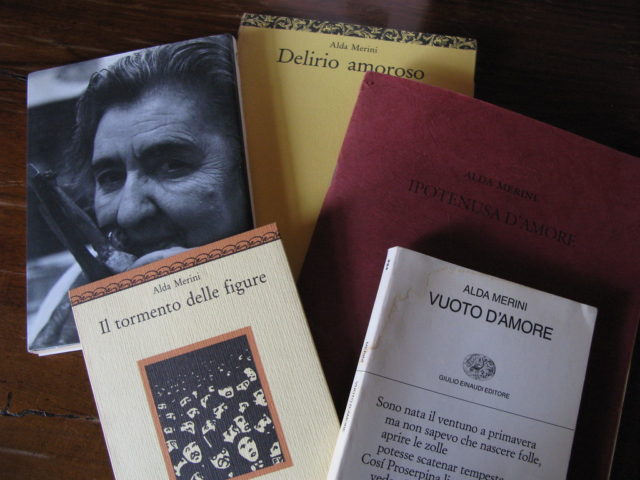 Alda Merini
Delirio amoroso
ALDA MERINI
IPOTENUSA D'AMORE
Alda Merini
Il tormento delle figure
ALDA MERINI
VUOTO D'AMORE
GIULIO EINAUDI EDITORE
Sono nata il ventuno a primavera
ma non sapevo che nascere folle,
aprire le zolle
potesse scatenar tempesta
Cosí Proserpina